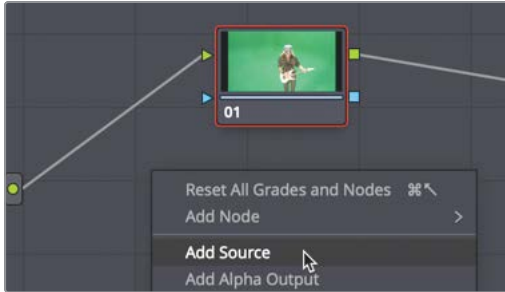 01
Reset All Grades and Nodes ⌘↖
Add Node >
Add Source
Add Alpha Output